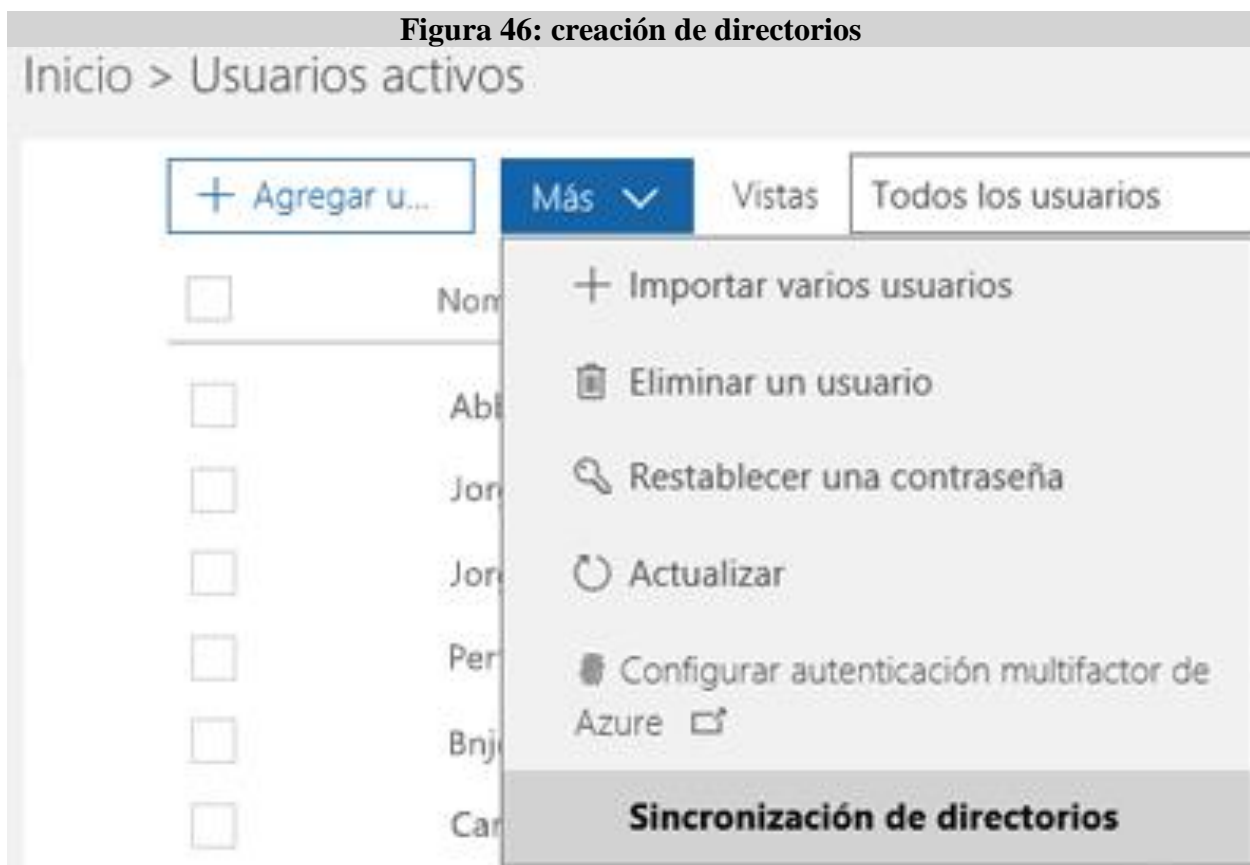 Figura 46: creación de directorios
Inicio > Usuarios activos
+ Agregar u... Más Vistas Todos los usuarios
Nom
+ Importar varios usuarios
Eliminar un usuario
Abl
Restablecer una contraseña
Jor
Actualizar
Jor
Configurar autenticación multifactor de
Per
Azure
Bnj
Sincronización de directorios
Car